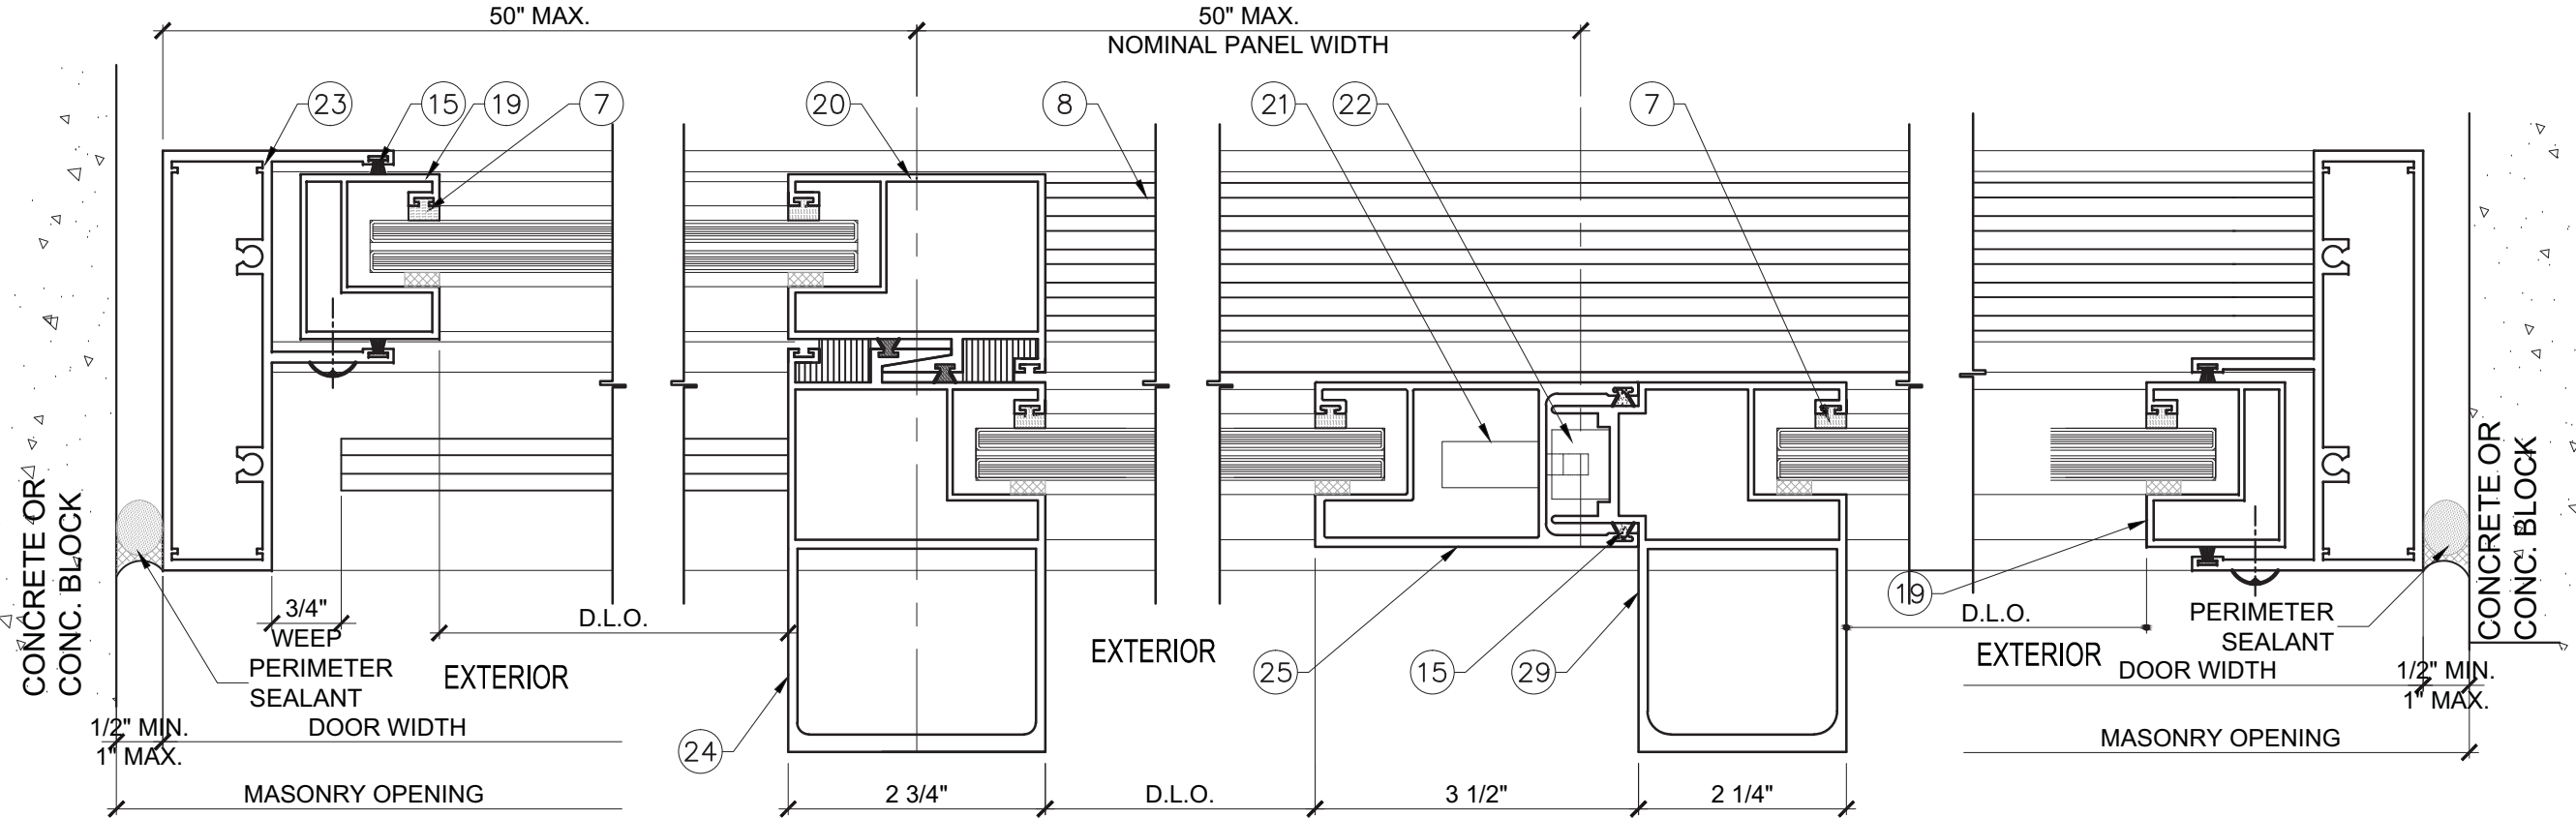 50" MAX.
50" MAX.
NOMINAL PANEL WIDTH
23
15
19
7
20
8
21
22
7
CONCRETE OR
CONC. BLOCK
CONCRETE OR
CONC. BLOCK
3/4"
WEEP
D.L.O.
19
D.L.O.
PERIMETER
SEALANT
PERIMETER
SEALANT
EXTERIOR
EXTERIOR
EXTERIOR
25
15
29
DOOR WIDTH
1/2" MIN.
1" MAX.
1/2" MIN.
1" MAX.
DOOR WIDTH
24
MASONRY OPENING
MASONRY OPENING
2 3/4"
D.L.O.
3 1/2"
2 1/4"